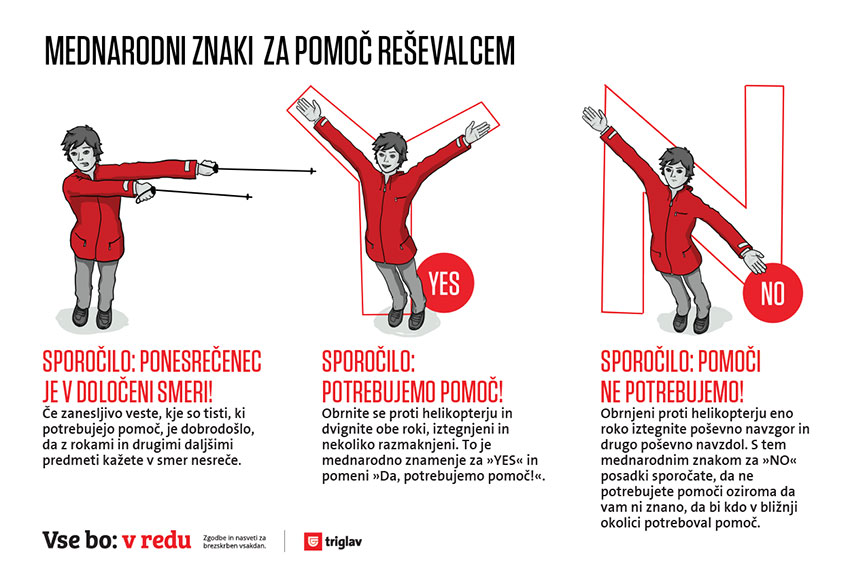 MEDNARODNI ZNAKI ZA POMOČ REŠEVALCEM
SPOROČILO: PONESREČENEC
JE V DOLOČENI SMERI!
Če zanesljivo veste, kje so tisti, ki
potrebujejo pomoč, je dobrodošlo,
da z rokami in drugimi daljšimi
predmeti kažete v smer nesreče.
YES
SPOROČILO:
POTREBUJEMO POMOČ!
Obrnite se proti helikopterju in
dvignite obe roki, iztegnjeni in
nekoliko razmaknjeni. To je
mednarodno znamenje za »YES« in
pomeni »Da, potrebujemo pomoč!«.
NO
SPOROČILO: POMOČI
NE POTREBUJEMO!
Obrnjeni proti helikopterju eno
roko iztegnite poševno navzgor in
drugo poševno navzdol. S tem
mednarodnim znakom za »NO«
posadki sporočate, da ne
potrebujete pomoči oziroma da
vam ni znano, da bi kdo v bližnji
okolici potreboval pomoč.
Vse bo: v redu
Zgodbe in nasveti za
brezskrben vsakdan.
triglav